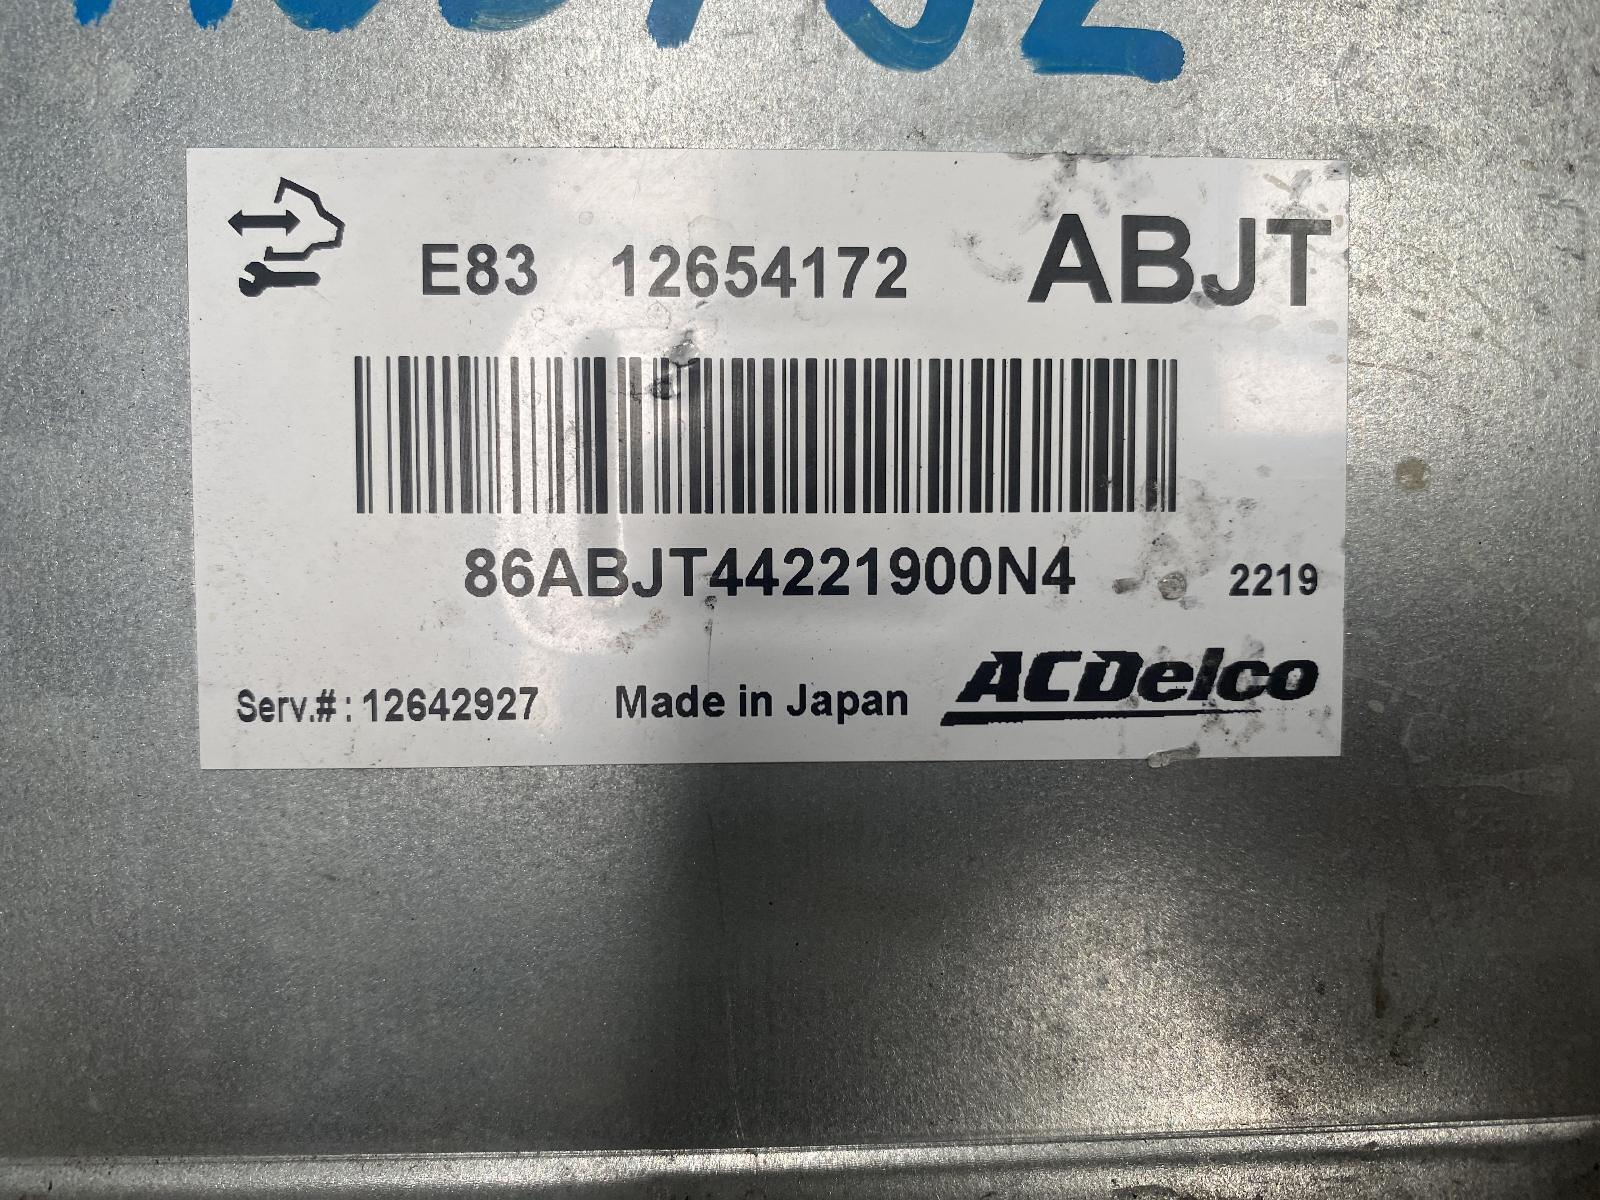 E83 12654172 ABJT
86ABJT44221900N4 2219
Serv.#: 12642927 Made in Japan ACDelco